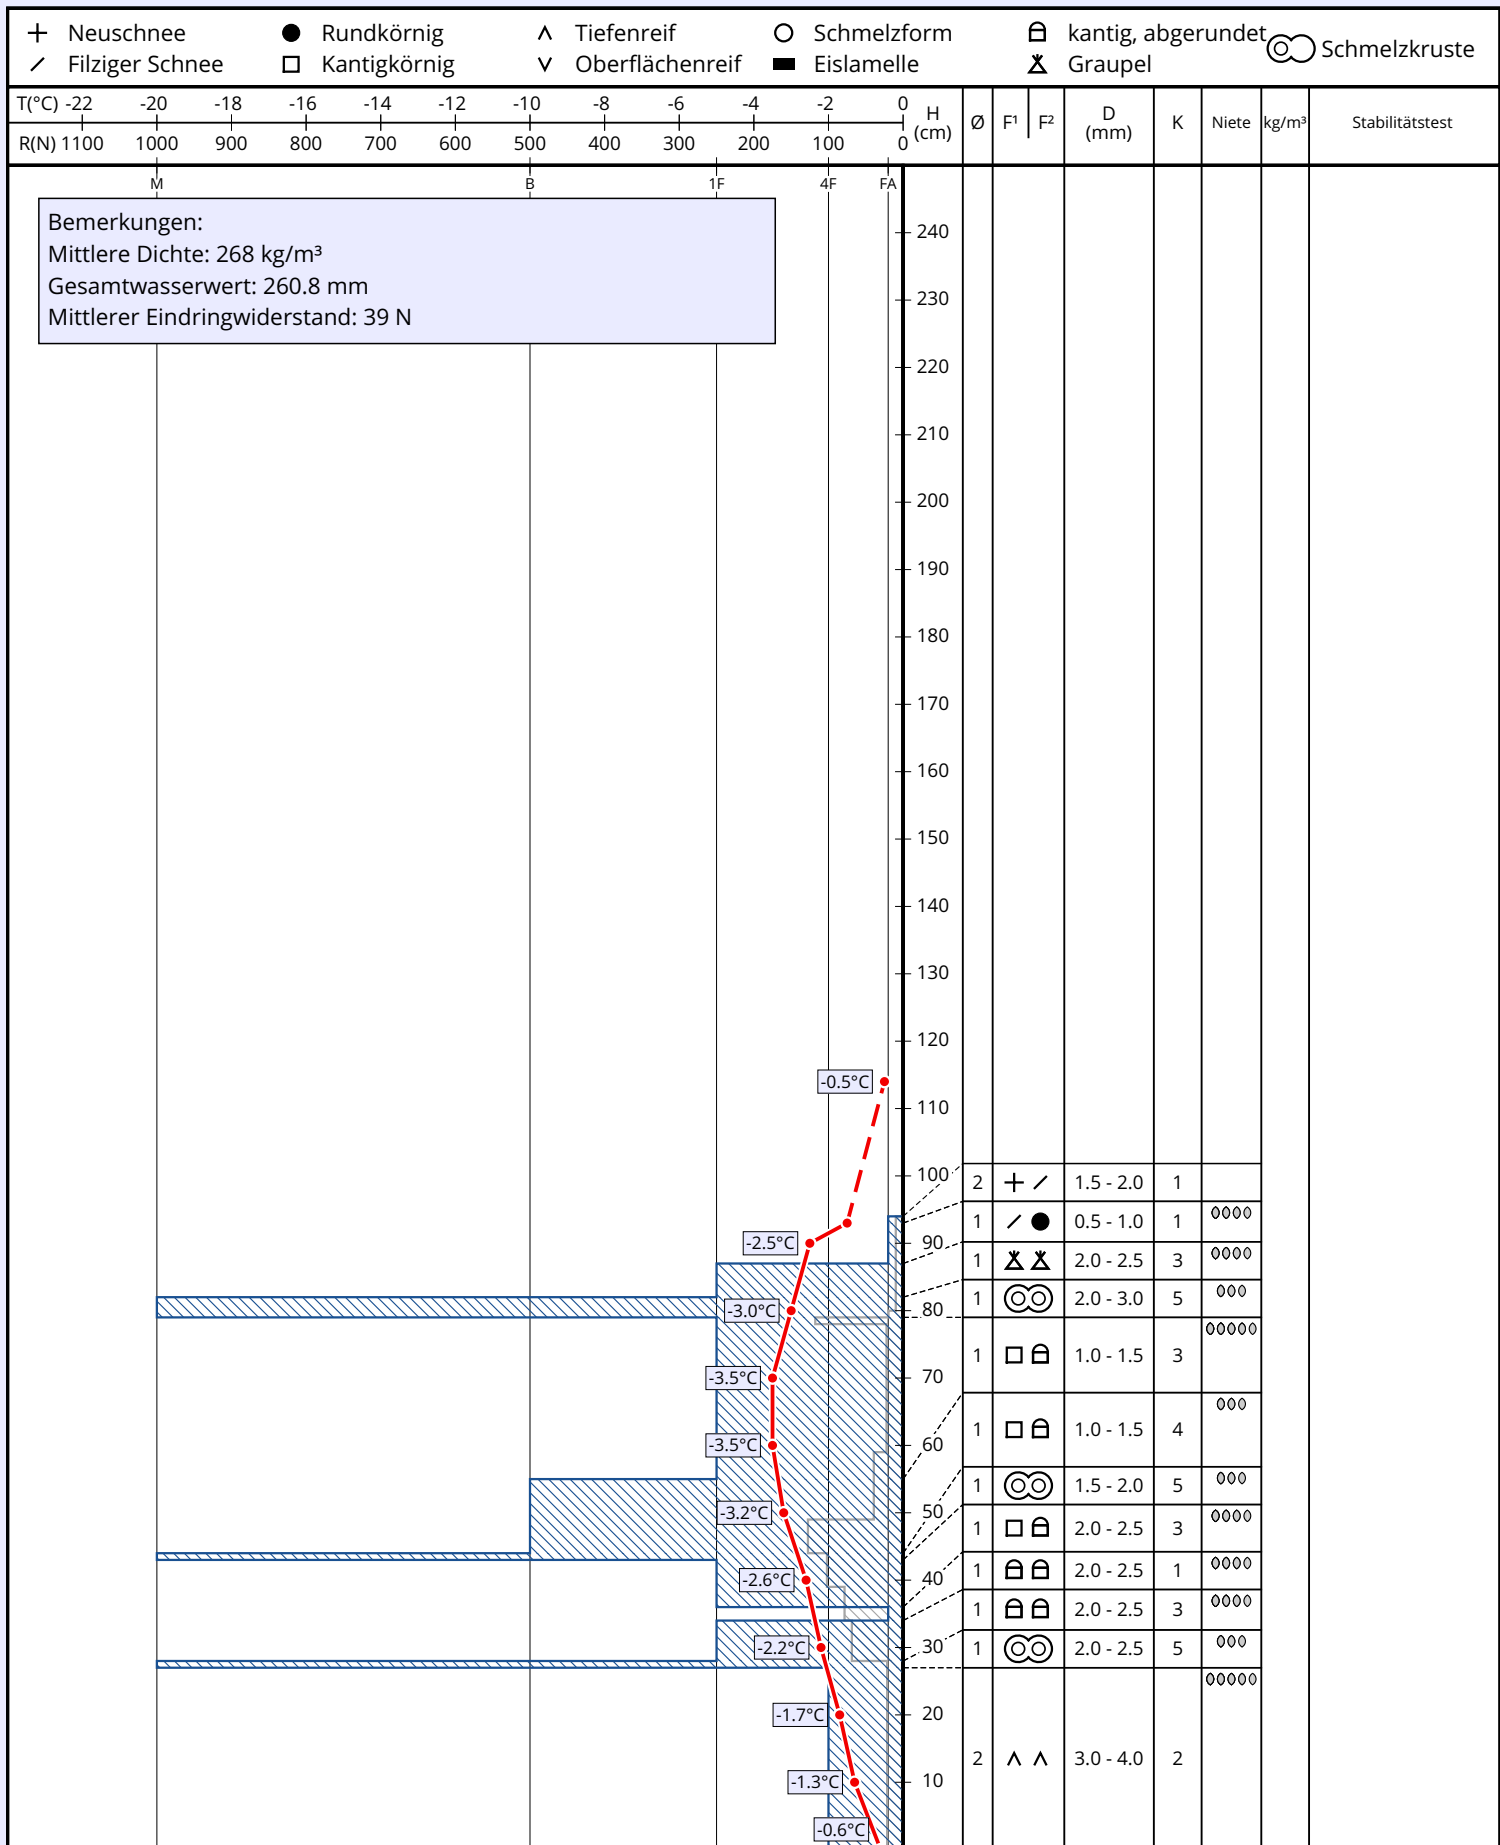 Neuschnee Rundkörnig Tiefenreif Schmelzform kantig, abgerundet Schmelzkruste
Filziger Schnee Kantigkörnig Oberflächenreif Eislamelle Graupel
T(°C) -22 -20 -18 -16 -14 -12 -10 -8 -6 -4 -2 0
R(N) 1100 1000 900 800 700 600 500 400 300 200 100 0
H (cm) Ø F¹ F² D (mm) K Niete kg/m³ Stabilitätstest
M B 1F 4F FA
Bemerkungen:
Mittlere Dichte: 268 kg/m³
Gesamtwasserwert: 260.8 mm
Mittlerer Eindringwiderstand: 39 N
240
230
220
210
200
190
180
170
160
150
140
130
120
-0.5°C
110
100
2 1.5 - 2.0 1
1 0.5 - 1.0 1
-2.5°C 90
1 2.0 - 2.5 3
1 2.0 - 3.0 5
-3.0°C 80
1 1.0 - 1.5 3
-3.5°C 70
1 1.0 - 1.5 4
-3.5°C 60
1 1.5 - 2.0 5
-3.2°C 50
1 2.0 - 2.5 3
1 2.0 - 2.5 1
-2.6°C 40
1 2.0 - 2.5 3
-2.2°C 30
1 2.0 - 2.5 5
-1.7°C 20
2 3.0 - 4.0 2
-1.3°C 10
-0.6°C